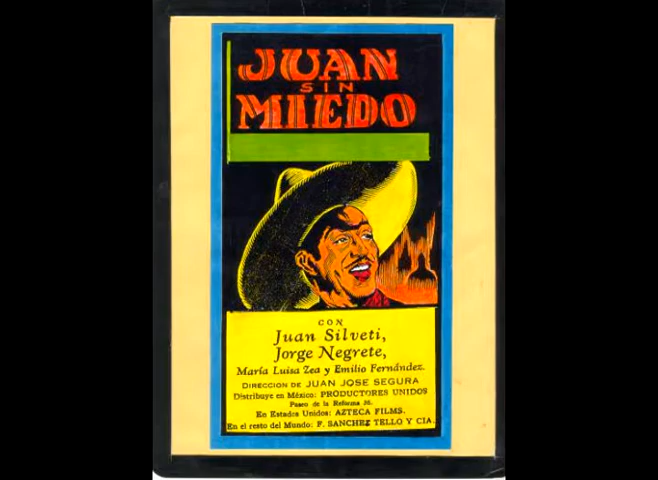 JUAN
SIN
MIEDO
CON
Juan Silveti,
Jorge Negrete,
María Luisa Zea y Emilio Fernández.
DIRECCION DE JUAN JOSE SEGURA
Distribuye en México: PRODUCTORES UNIDOS
Paseo de la Reforma 36.
En Estados Unidos: AZTECA FILMS.
En el resto del Mundo: F. SANCHEZ TELLO Y CIA.